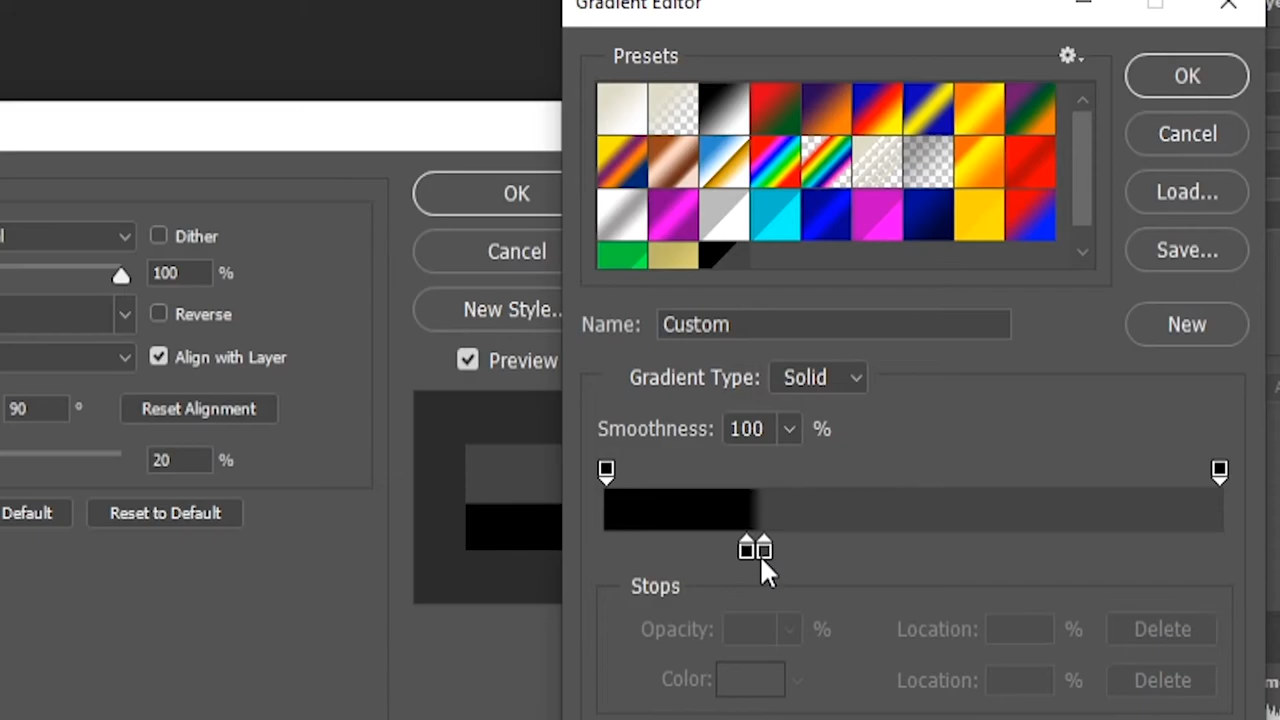 Gradient Editor
Presets
OK
Cancel
Load...
Save...
New
Name: Custom
Gradient Type: Solid
Smoothness: 100 %
Stops
Opacity: % Location: % Delete
Color: Location: % Delete
OK
Cancel
New Style..
Preview
Dither
100 %
Reverse
Align with Layer
90 ° Reset Alignment
20 %
Default Reset to Default